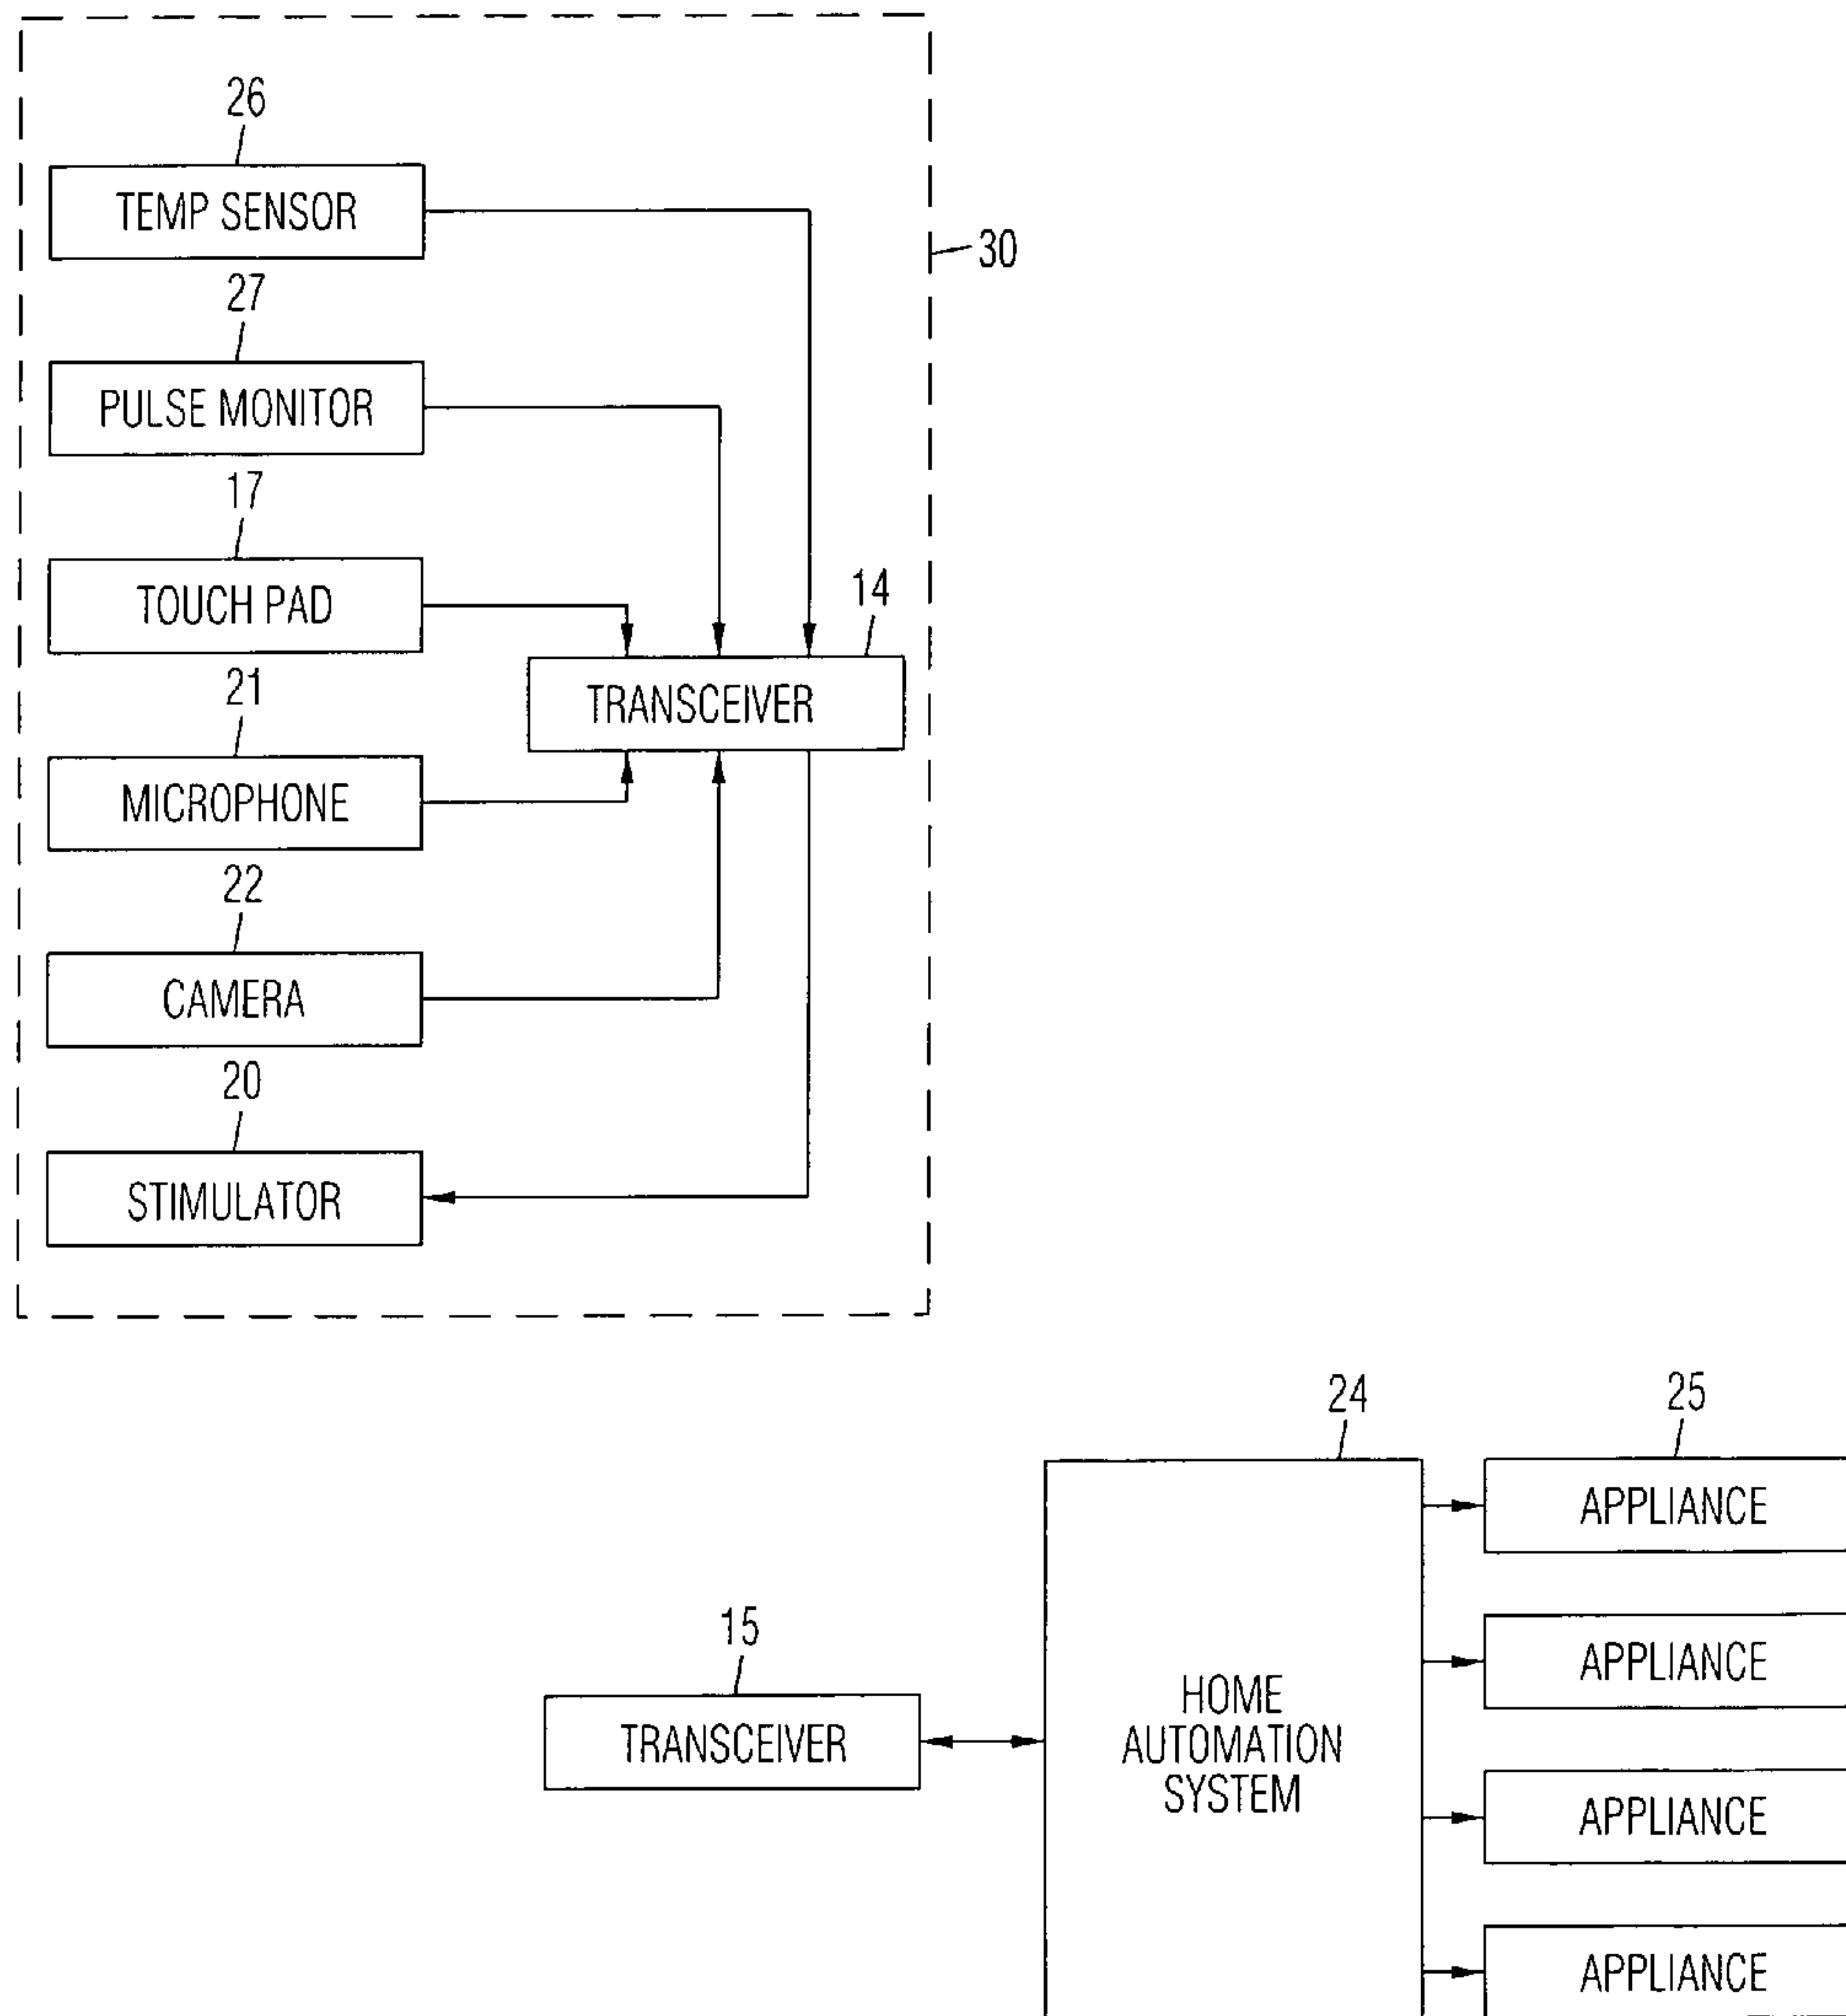 26
TEMP SENSOR
30
27
PULSE MONITOR
17
TOUCH PAD
14
TRANSCEIVER
21
MICROPHONE
22
CAMERA
20
STIMULATOR
24
25
APPLIANCE
15
TRANSCEIVER
HOME
AUTOMATION
SYSTEM
APPLIANCE
APPLIANCE
APPLIANCE